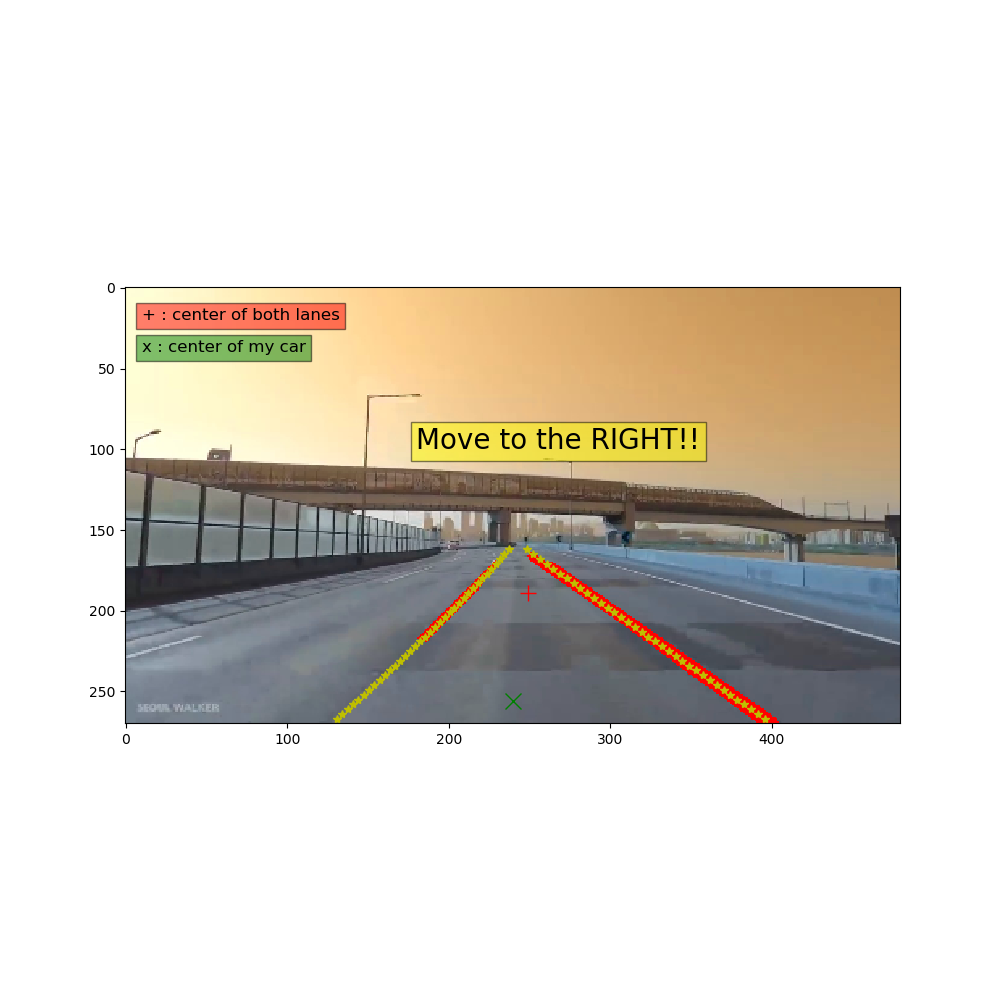 + : center of both lanes
x : center of my car
Move to the RIGHT!!
SEOUL WALKER
0
50
100
150
200
250
0
100
200
300
400